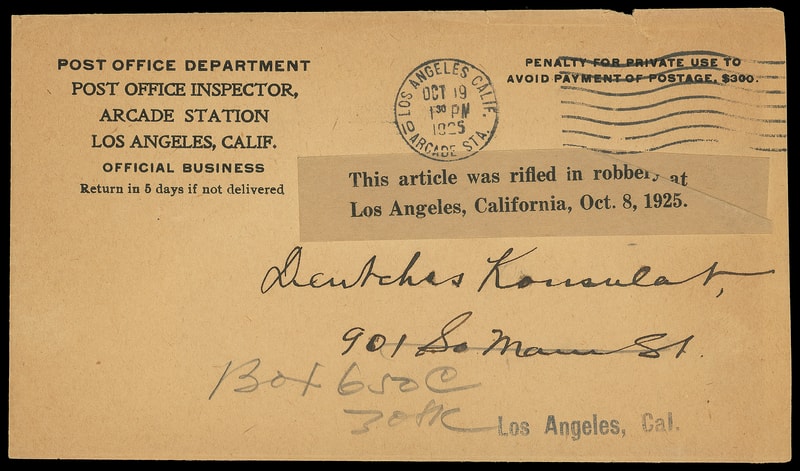 POST OFFICE DEPARTMENT
POST OFFICE INSPECTOR,
ARCADE STATION
LOS ANGELES, CALIF.
OFFICIAL BUSINESS
Return in 5 days if not delivered
LOS ANGELES CALIF.
OCT 19
1 30 PM
1925
ARCADE STA.
PENALTY FOR PRIVATE USE TO
AVOID PAYMENT OF POSTAGE, $300.
This article was rifled in robbery at
Los Angeles, California, Oct. 8, 1925.
Deutches Konsulat,
901 So Main St.
Box 650C
308K
Los Angeles, Cal.